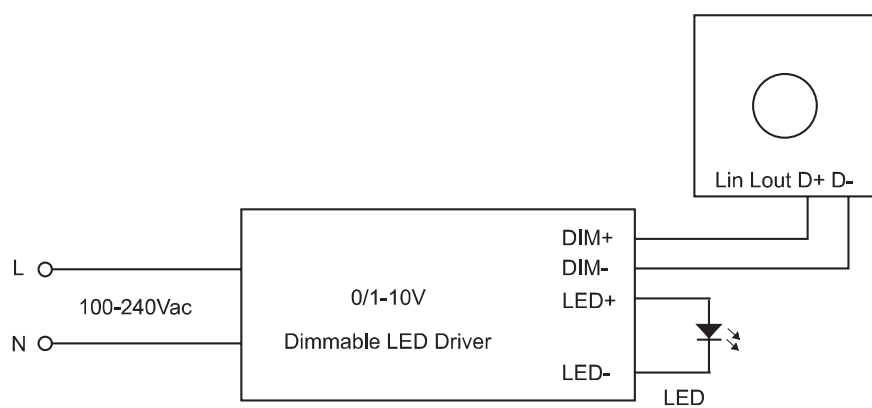 Lin Lout D+ D-
DIM+
L
DIM-
0/1-10V
LED+
100-240Vac
N
Dimmable LED Driver
LED-
LED